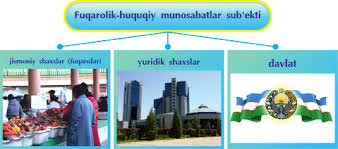 Fuqarolik-huquqiy munosabatlar sub'ekti
jismoniy shaxslar (fuqarolar)
yuridik shaxslar
davlat